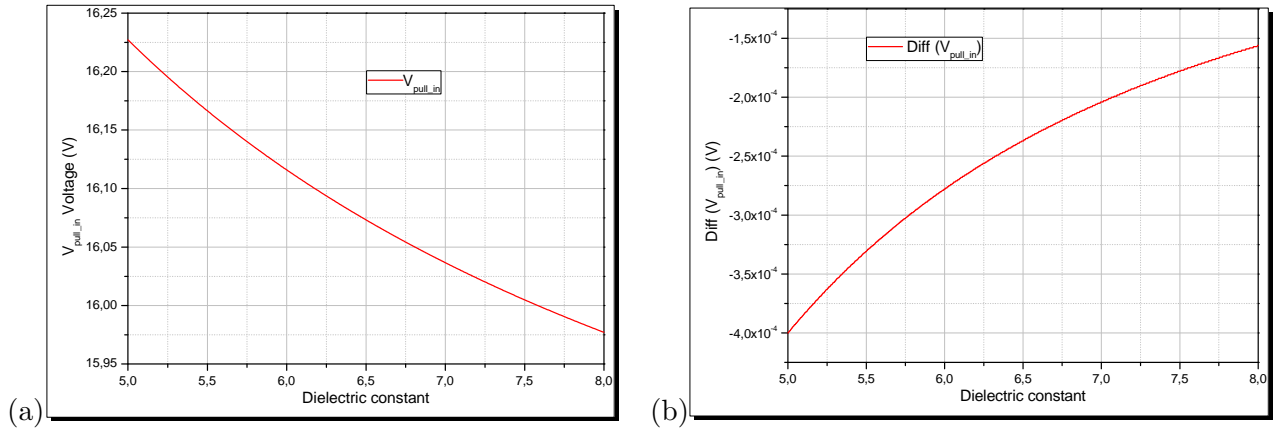 16,25
16,20
16,15
16,10
16,05
16,00
15,95
V_pull_in Voltage (V)
V_pull_in
5,0 5,5 6,0 6,5 7,0 7,5 8,0
Dielectric constant
(a)
-1,5x10^-4
-2,0x10^-4
-2,5x10^-4
-3,0x10^-4
-3,5x10^-4
-4,0x10^-4
Diff (V_pull_in) (V)
Diff (V_pull_in)
5,0 5,5 6,0 6,5 7,0 7,5 8,0
Dielectric constant
(b)